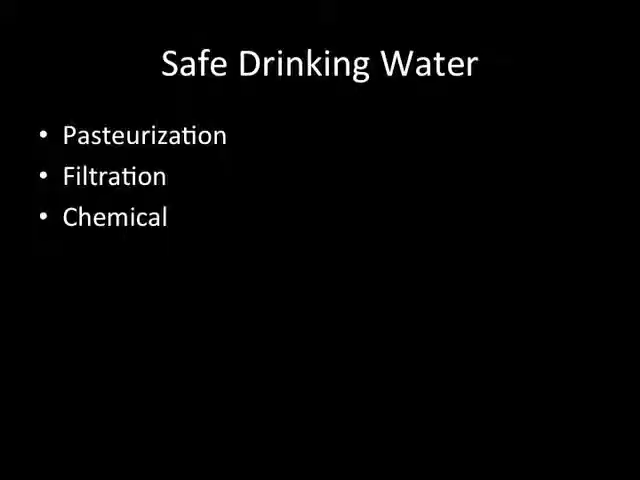 Safe Drinking Water
• Pasteurization
• Filtration
• Chemical